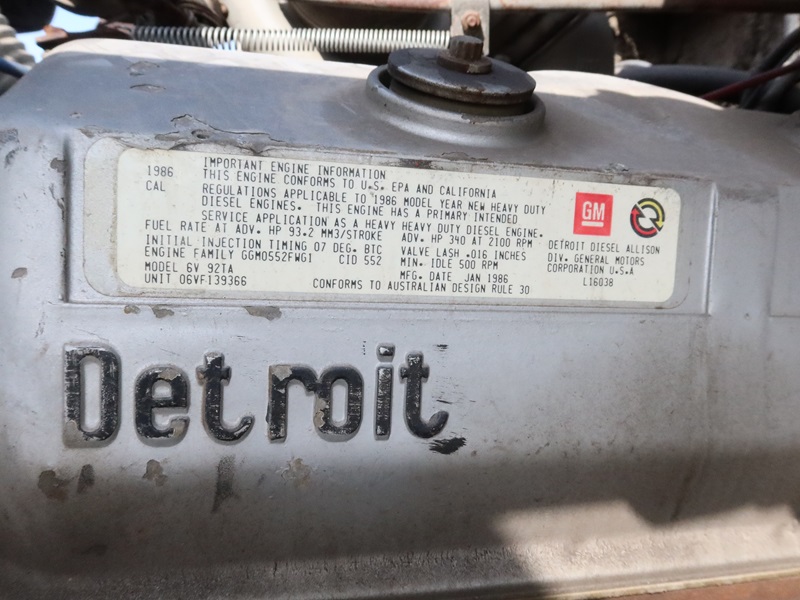 1986
CAL
IMPORTANT ENGINE INFORMATION
THIS ENGINE CONFORMS TO U.S. EPA AND CALIFORNIA
REGULATIONS APPLICABLE TO 1986 MODEL YEAR NEW HEAVY DUTY
DIESEL ENGINES. THIS ENGINE HAS A PRIMARY INTENDED
SERVICE APPLICATION AS A HEAVY HEAVY DUTY DIESEL ENGINE.
FUEL RATE AT ADV. HP 93.2 MM3/STROKE ADV. HP 340 AT 2100 RPM
INITIAL INJECTION TIMING 07 DEG. BTC VALVE LASH .016 INCHES
ENGINE FAMILY GGM0552FWG1 CID 552 MIN. IDLE 500 RPM
MODEL 6V 92TA MFG. DATE JAN 1986
UNIT 06VF139366 CONFORMS TO AUSTRALIAN DESIGN RULE 30
GM
DETROIT DIESEL ALLISON
DIV. GENERAL MOTORS
CORPORATION U.S.A
L16038
Detroit